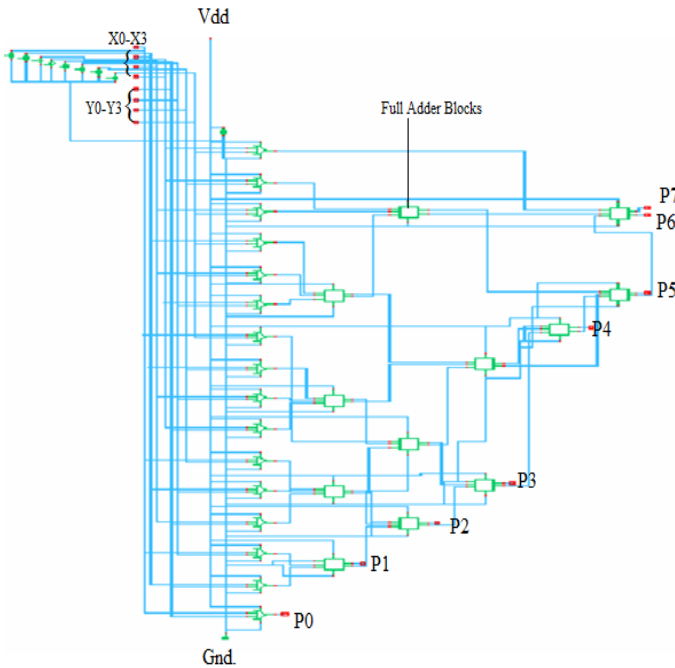 Vdd
X0-X3
Y0-Y3
Full Adder Blocks
P7
P6
P5
P4
P3
P2
P1
P0
Gnd.